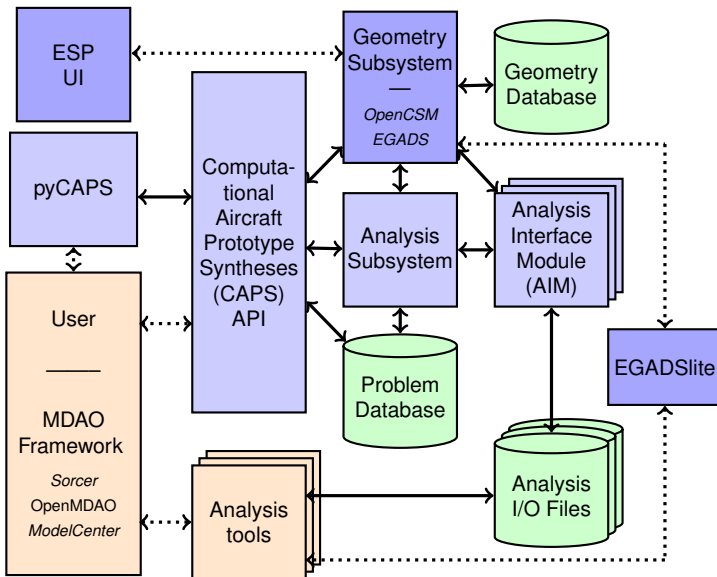 ESP
UI
Geometry
Subsystem
—
OpenCSM
EGADS
Geometry
Database
pyCAPS
Computa-
tional
Aircraft
Prototype
Syntheses
(CAPS)
API
Analysis
Subsystem
Analysis
Interface
Module
(AIM)
User
MDAO
Framework
Sorcer
OpenMDAO
ModelCenter
Problem
Database
EGADSlite
Analysis
tools
Analysis
I/O Files